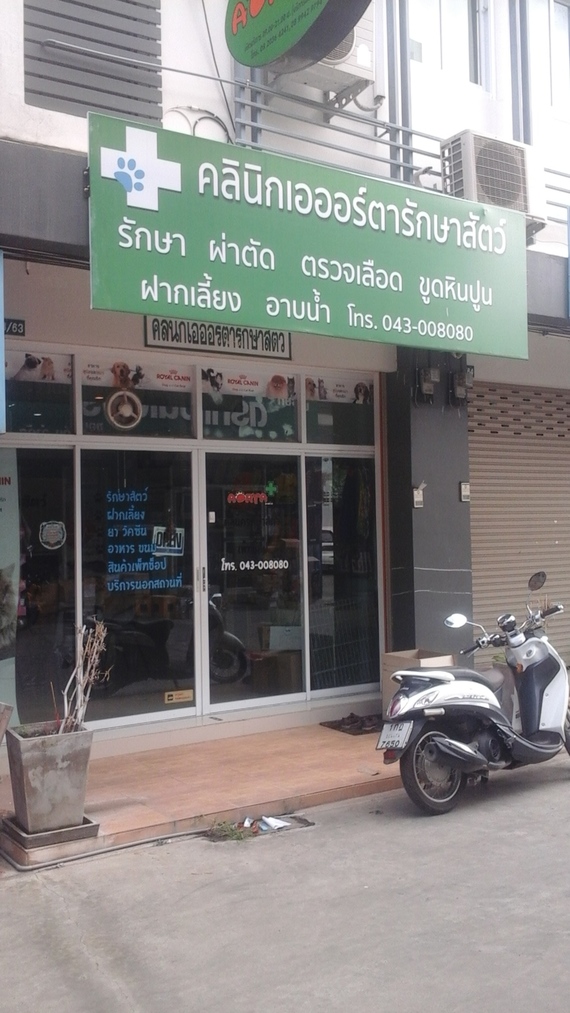 คลินิกเอออร์ตารักษาสัตว์
รักษา ผ่าตัด ตรวจเลือด ขูดหินปูน
ฝากเลี้ยง อาบน้ำ โทร. 043-008080
คลินิกเอออร์ตารักษาสัตว์
/63
ROYAL CANIN
ROYAL CANIN
รักษาสัตว์
ฝากเลี้ยง
ยา วัคซีน
OPEN
อาหาร ขนม
สินค้าเพ็ทช็อป
บริการนอกสถานที่
AORTA
โทร. 043-008080